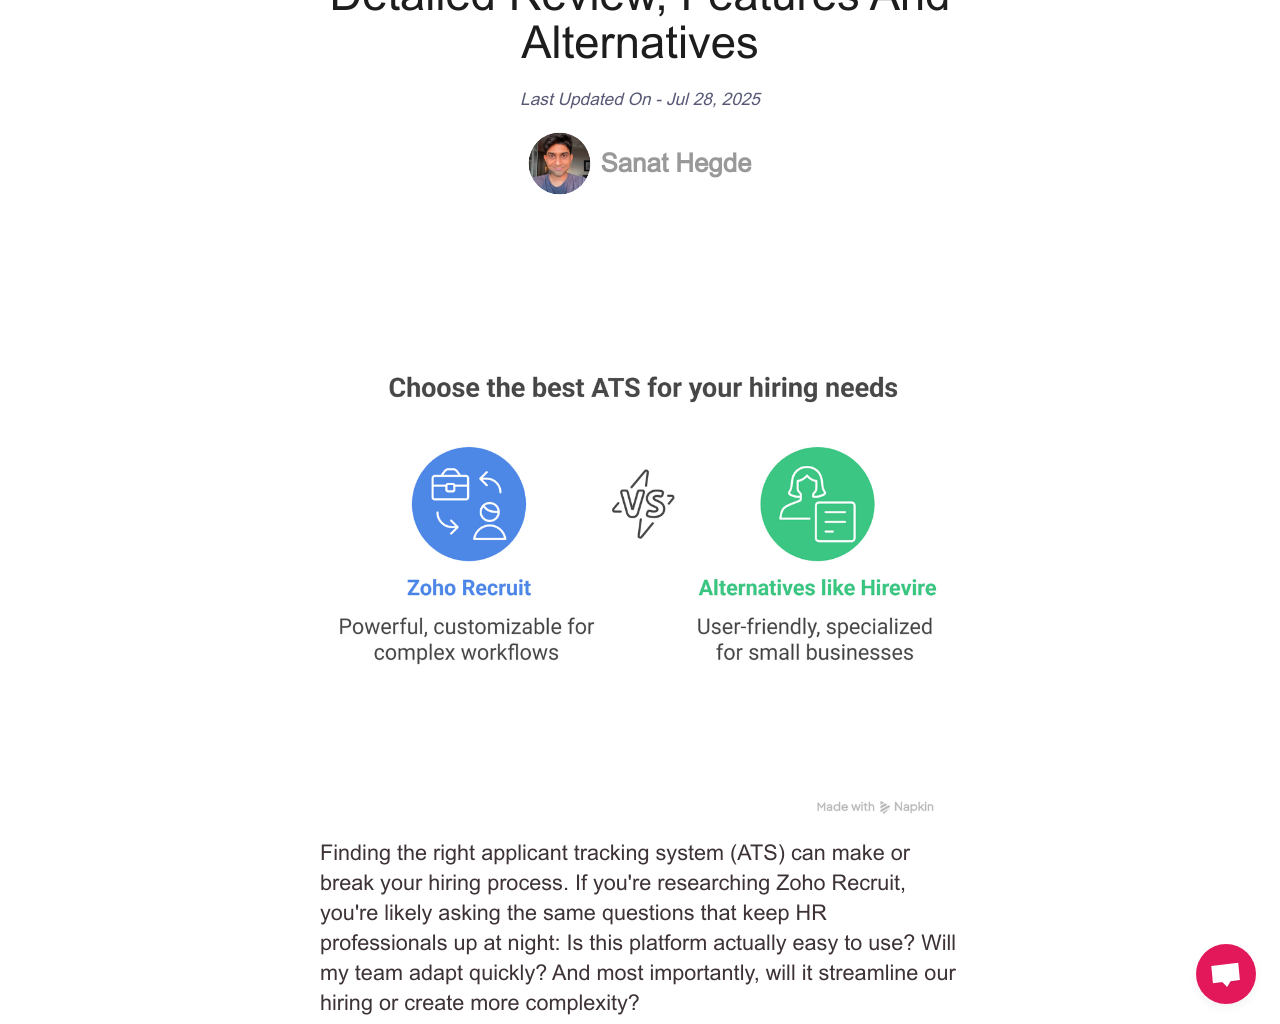 Detailed Review, Features And
Alternatives
Last Updated On - Jul 28, 2025
Sanat Hegde
Choose the best ATS for your hiring needs
VS
Zoho Recruit
Alternatives like Hirevire
Powerful, customizable for
complex workflows
User-friendly, specialized
for small businesses
Made with Napkin
Finding the right applicant tracking system (ATS) can make or
break your hiring process. If you're researching Zoho Recruit,
you're likely asking the same questions that keep HR
professionals up at night: Is this platform actually easy to use? Will
my team adapt quickly? And most importantly, will it streamline our
hiring or create more complexity?